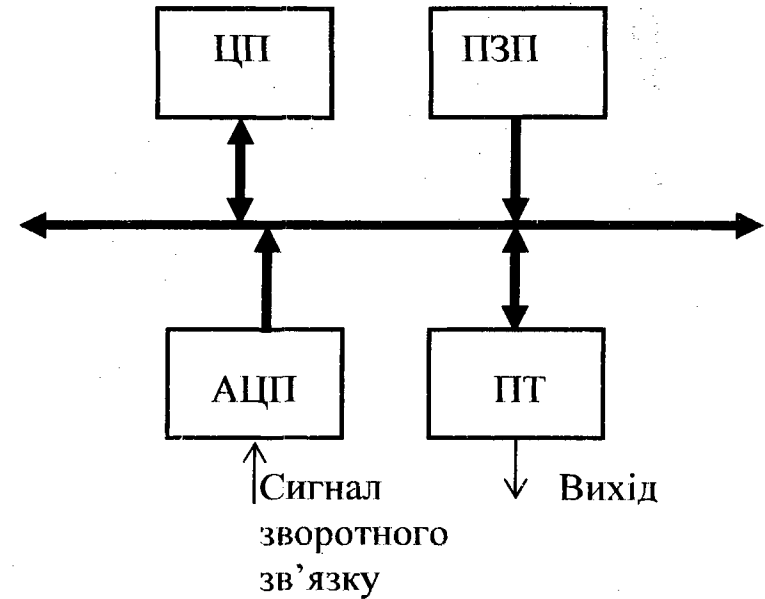 ЦП
ПЗП
АЦП
ПТ
Сигнал
зворотного
зв’язку
Вихід